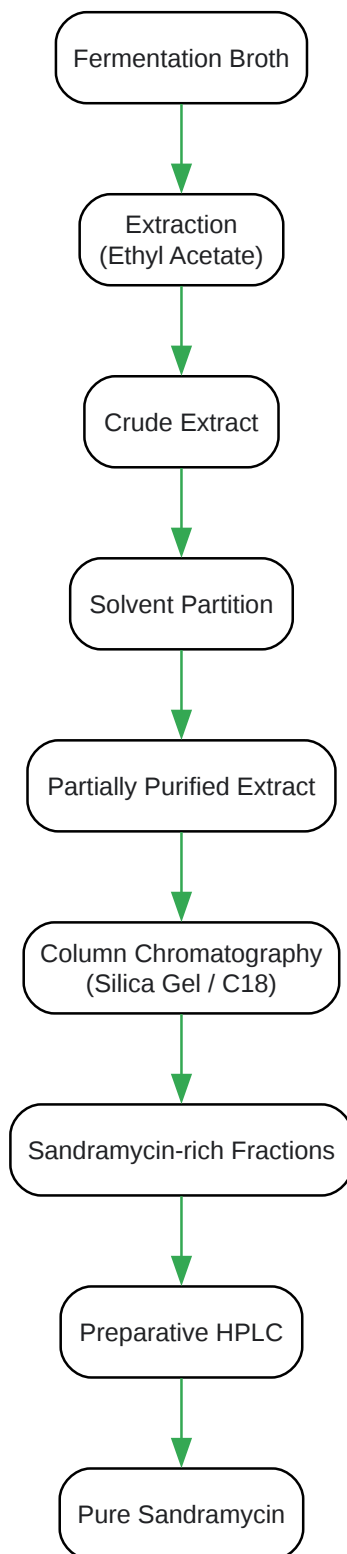 Fermentation Broth
Extraction
(Ethyl Acetate)
Crude Extract
Solvent Partition
Partially Purified Extract
Column Chromatography
(Silica Gel / C18)
Sandramycin-rich Fractions
Preparative HPLC
Pure Sandramycin